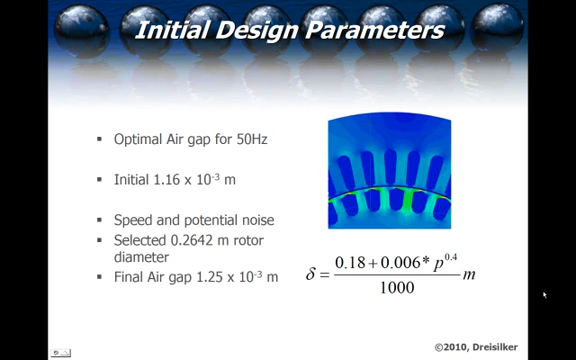 Initial Design Parameters
▪ Optimal Air gap for 50Hz
▪ Initial 1.16 x 10⁻³ m
▪ Speed and potential noise
▪ Selected 0.2642 m rotor
diameter
▪ Final Air gap 1.25 x 10⁻³ m
δ = (0.18 + 0.006 * p^0.4) / 1000 m
©2010, Dreisilker